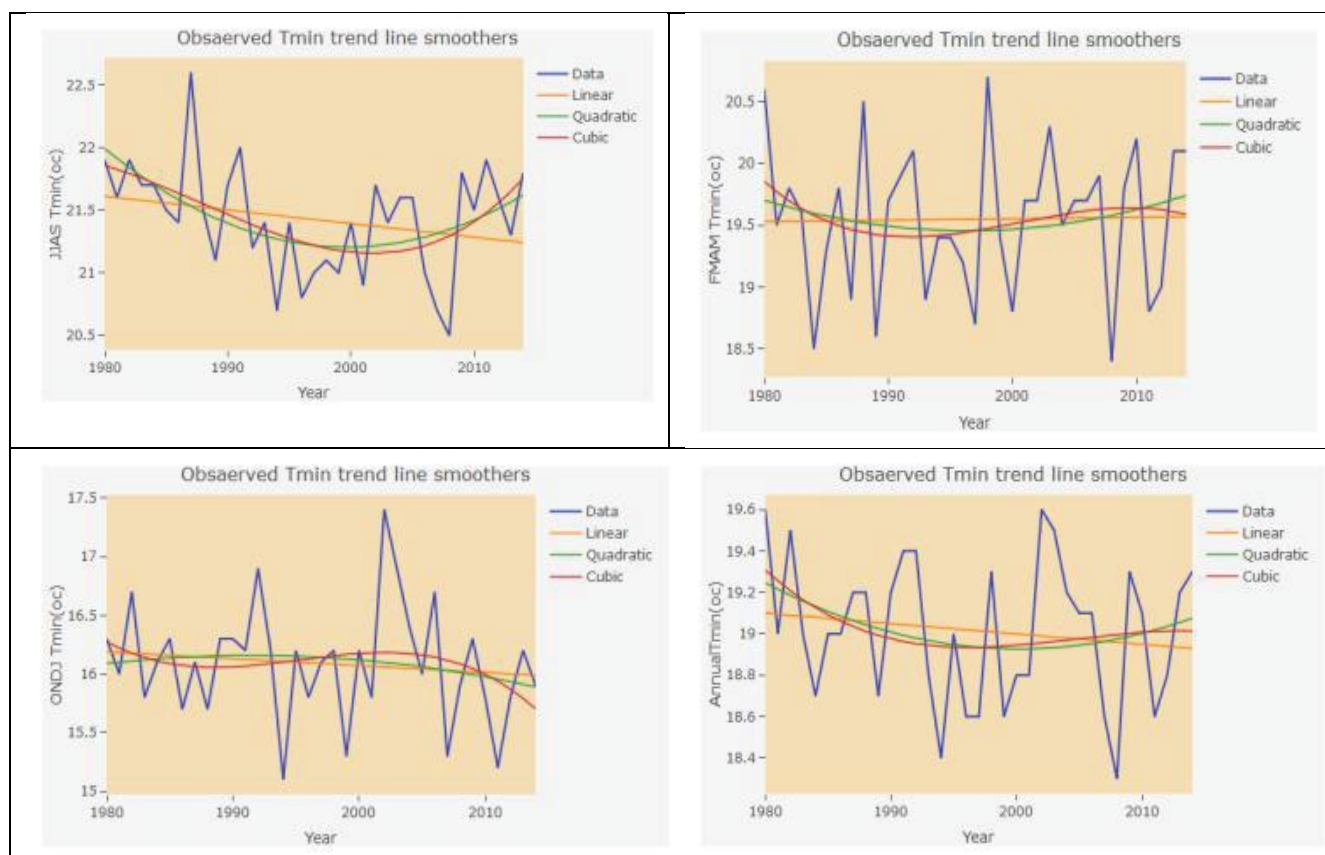 Obsaerved Tmin trend line smoothers
JJAS Tmin(oc)
22.5
22
21.5
21
20.5
1980
1990
2000
2010
Year
Data
Linear
Quadratic
Cubic
Obsaerved Tmin trend line smoothers
FMAM Tmin(oc)
20.5
20
19.5
19
18.5
1980
1990
2000
2010
Year
Data
Linear
Quadratic
Cubic
Obsaerved Tmin trend line smoothers
ONDJ Tmin(oc)
17.5
17
16.5
16
15.5
15
1980
1990
2000
2010
Year
Data
Linear
Quadratic
Cubic
Obsaerved Tmin trend line smoothers
AnnualTmin(oc)
19.6
19.4
19.2
19
18.8
18.6
18.4
1980
1990
2000
2010
Year
Data
Linear
Quadratic
Cubic